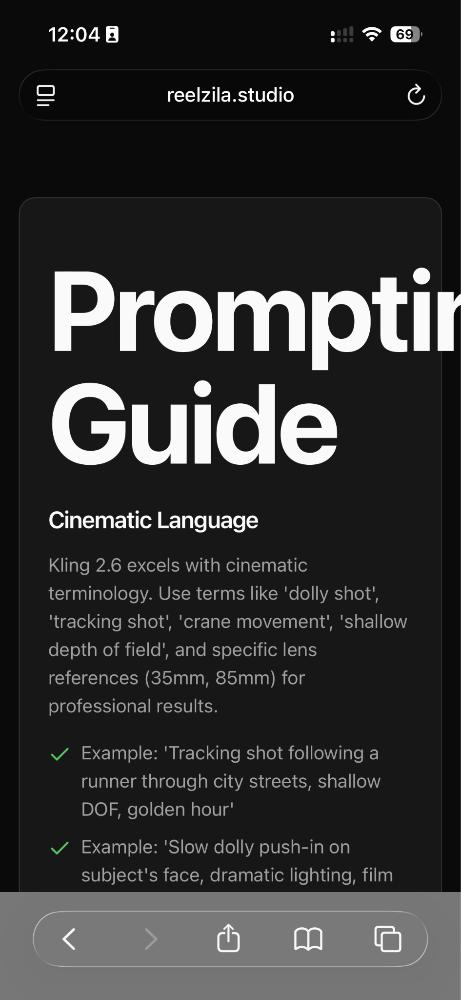 12:04
69
reelzila.studio
Promptin
Guide
Cinematic Language
Kling 2.6 excels with cinematic
terminology. Use terms like 'dolly shot',
'tracking shot', 'crane movement', 'shallow
depth of field', and specific lens
references (35mm, 85mm) for
professional results.
Example: 'Tracking shot following a
runner through city streets, shallow
DOF, golden hour'
Example: 'Slow dolly push-in on
subject's face, dramatic lighting, film